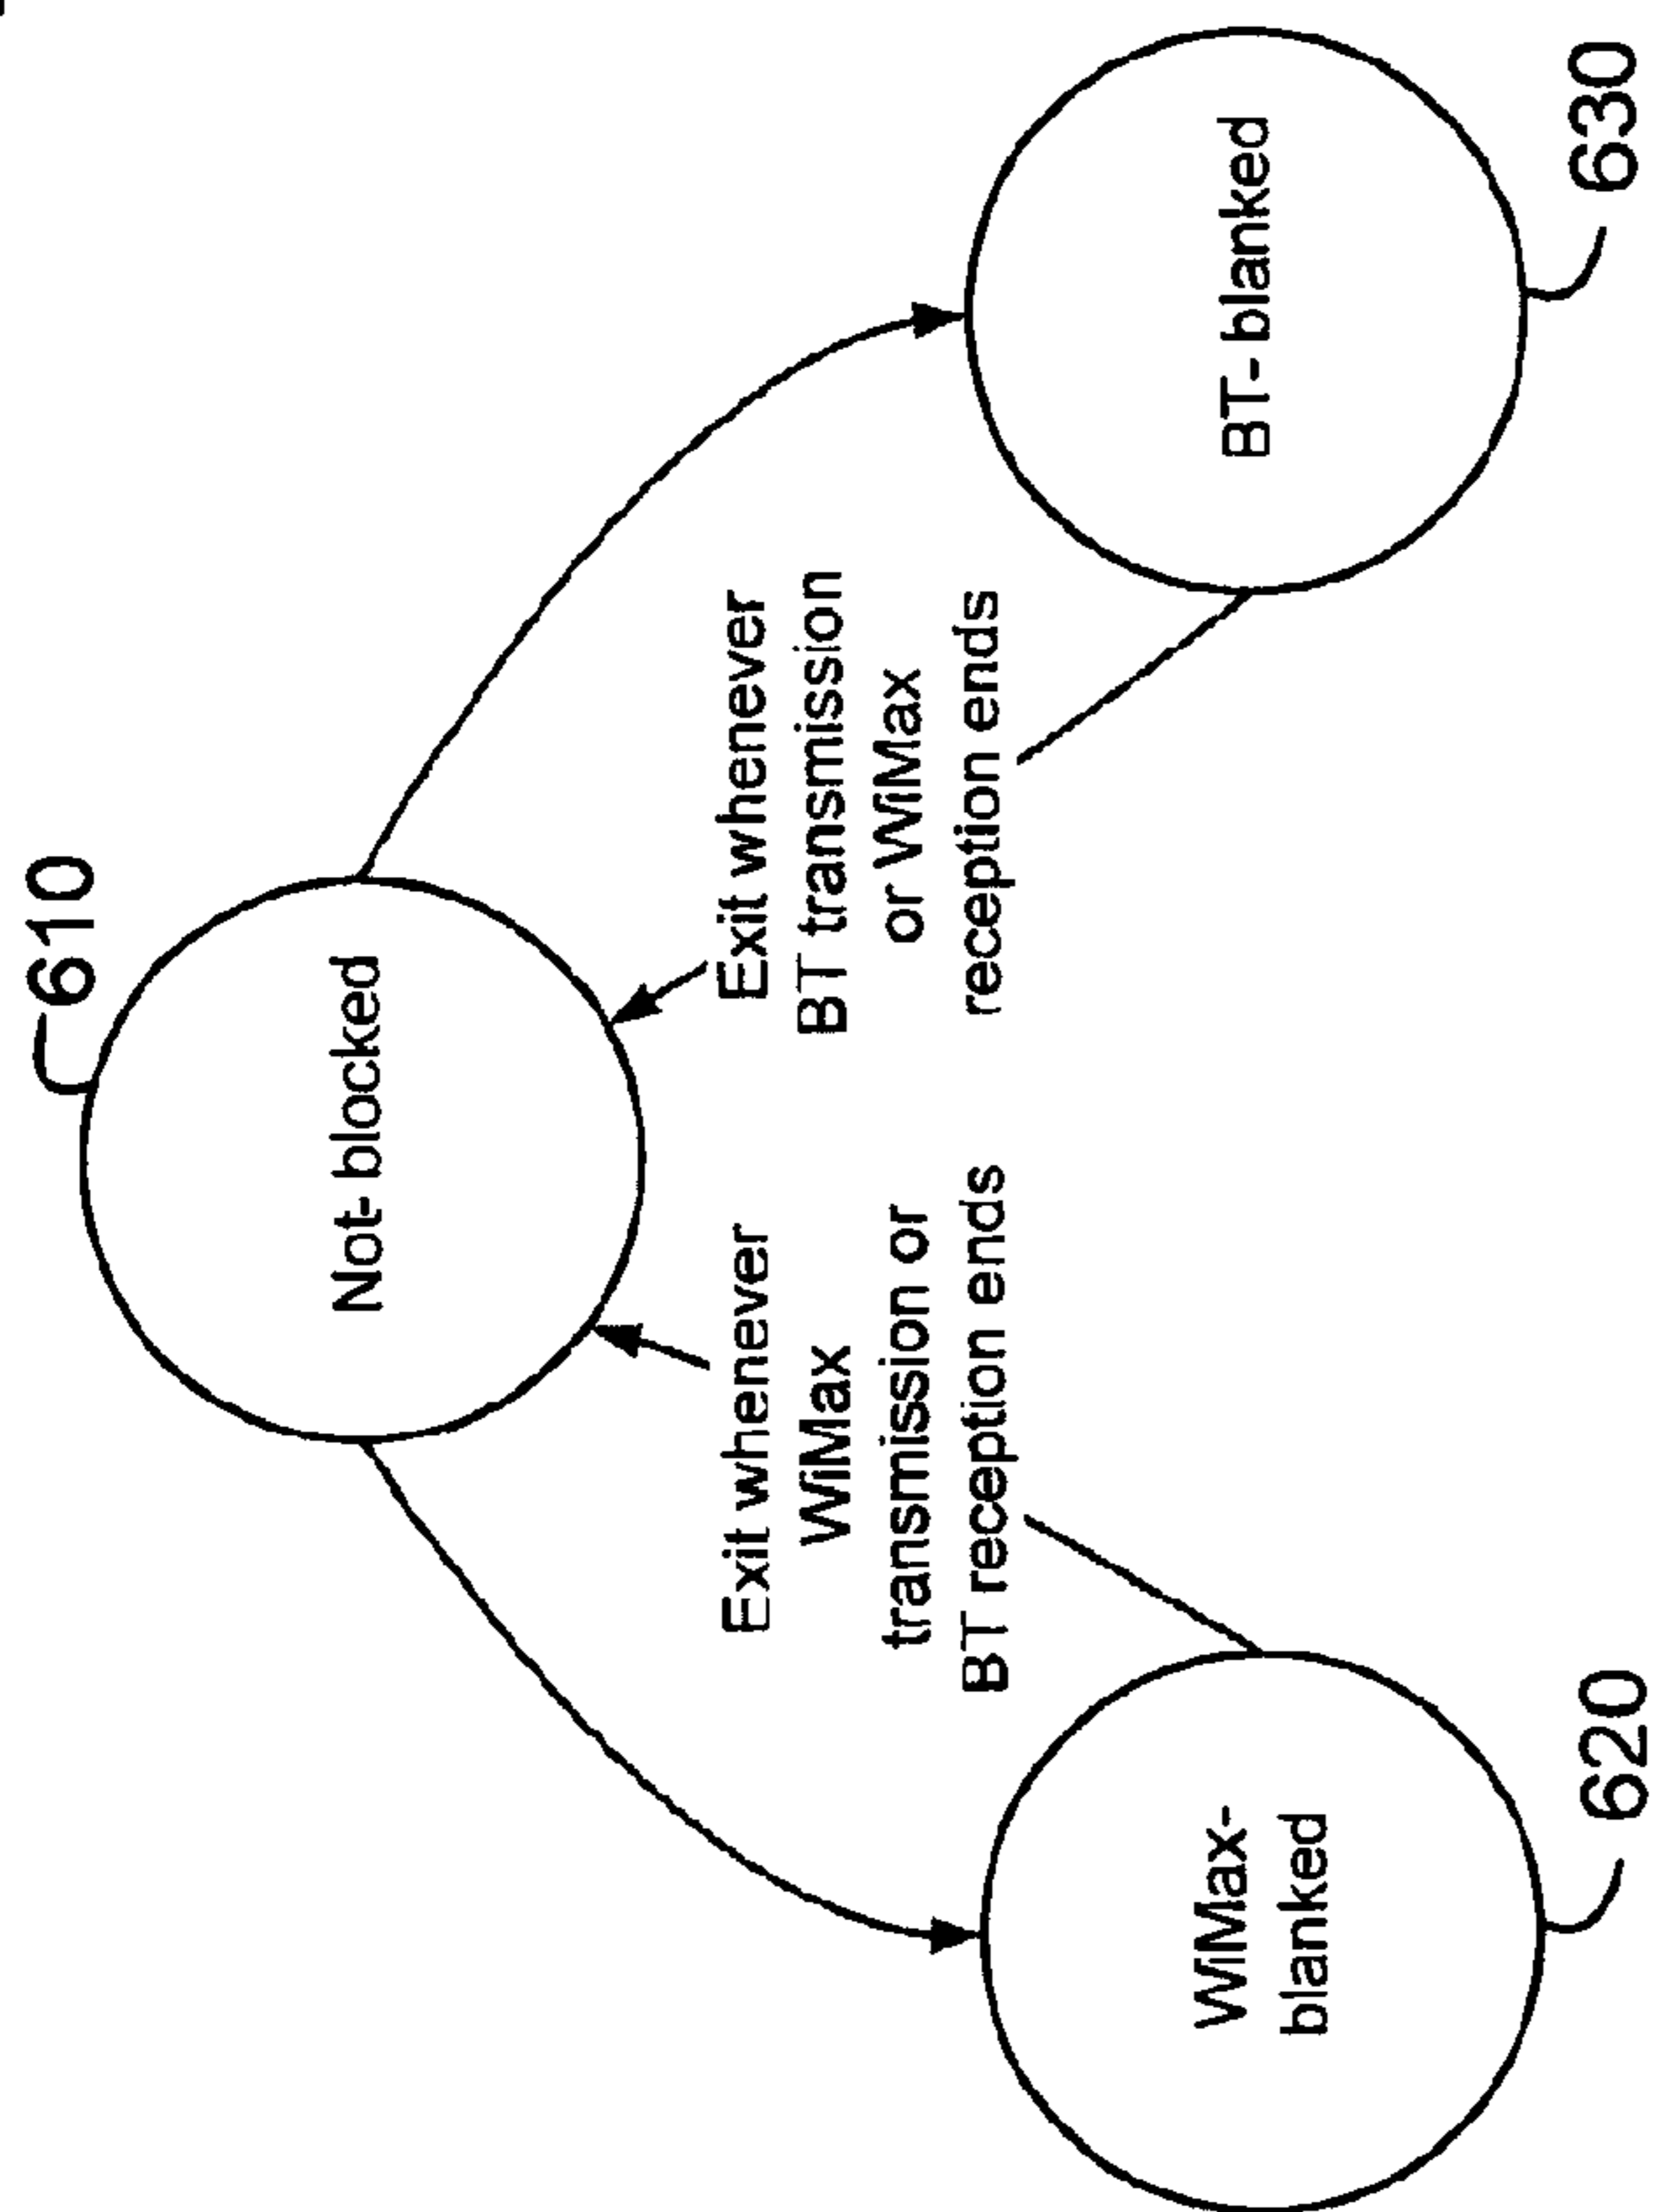 610
Not-blocked
Exit whenever
WiMax
transmission or
BT reception ends
Exit whenever
BT transmission
or WiMax
reception ends
WiMax-
blanked
620
BT-blanked
630